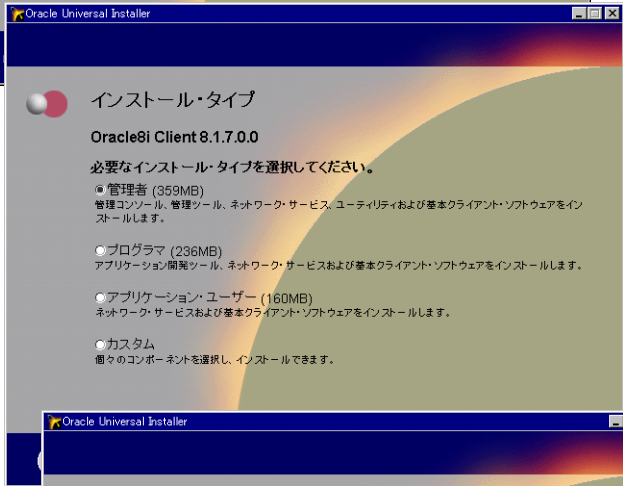 Oracle Universal Installer
インストール・タイプ
Oracle8i Client 8.1.7.0.0
必要なインストール・タイプを選択してください。
管理者 (359MB)
管理コンソール、管理ツール、ネットワーク・サービス、ユーティリティおよび基本クライアント・ソフトウェアをイン
ストールします。
プログラマ (236MB)
アプリケーション開発ツール、ネットワーク・サービスおよび基本クライアント・ソフトウェアをインストールします。
アプリケーション・ユーザー (160MB)
ネットワーク・サービスおよび基本クライアント・ソフトウェアをインストールします。
カスタム
個々のコンポーネントを選択し、インストールできます。
Oracle Universal Installer